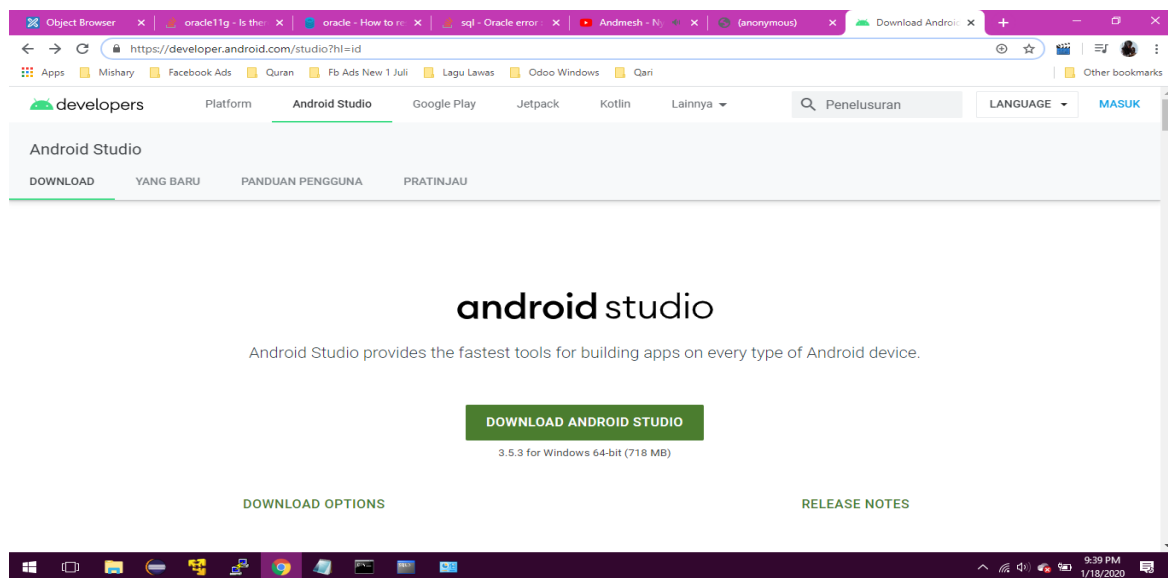 Object Browser
oracle11g - Is ther
oracle - How to re
sql - Oracle error :
Andmesh - Ny
(anonymous)
Download Androi
https://developer.android.com/studio?hl=id
Apps Mishary Facebook Ads Quran Fb Ads New 1 Juli Lagu Lawas Odoo Windows Qari Other bookmarks
developers Platform Android Studio Google Play Jetpack Kotlin Lainnya Penelusuran LANGUAGE MASUK
Android Studio
DOWNLOAD YANG BARU PANDUAN PENGGUNA PRATINJAU
android studio
Android Studio provides the fastest tools for building apps on every type of Android device.
DOWNLOAD ANDROID STUDIO
3.5.3 for Windows 64-bit (718 MB)
DOWNLOAD OPTIONS RELEASE NOTES
9:39 PM
1/18/2020